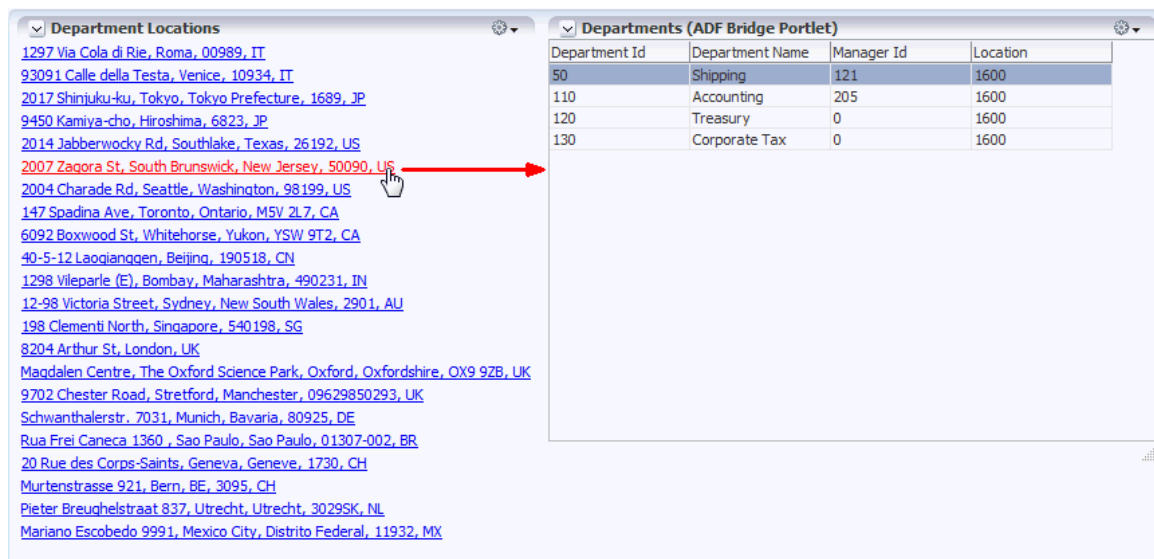 Department Locations
1297 Via Cola di Rie, Roma, 00989, IT
93091 Calle della Testa, Venice, 10934, IT
2017 Shinjuku-ku, Tokyo, Tokyo Prefecture, 1689, JP
9450 Kamiya-cho, Hiroshima, 6823, JP
2014 Jabberwocky Rd, Southlake, Texas, 26192, US
2007 Zagora St, South Brunswick, New Jersey, 50090, US
2004 Charade Rd, Seattle, Washington, 98199, US
147 Spadina Ave, Toronto, Ontario, M5V 2L7, CA
6092 Boxwood St, Whitehorse, Yukon, YSW 9T2, CA
40-5-12 Laogianggen, Beijing, 190518, CN
1298 Vileparle (E), Bombay, Maharashtra, 490231, IN
12-98 Victoria Street, Sydney, New South Wales, 2901, AU
198 Clementi North, Singapore, 540198, SG
8204 Arthur St, London, UK
Magdalen Centre, The Oxford Science Park, Oxford, Oxfordshire, OX9 9ZB, UK
9702 Chester Road, Stretford, Manchester, 09629850293, UK
Schwanthalerstr. 7031, Munich, Bavaria, 80925, DE
Rua Frei Caneca 1360 , Sao Paulo, Sao Paulo, 01307-002, BR
20 Rue des Corps-Saints, Geneva, Geneve, 1730, CH
Murtenstrasse 921, Bern, BE, 3095, CH
Pieter Breughelstraat 837, Utrecht, Utrecht, 3029SK, NL
Mariano Escobedo 9991, Mexico City, Distrito Federal, 11932, MX
Departments (ADF Bridge Portlet)
Department Id Department Name Manager Id Location
50 Shipping 121 1600
110 Accounting 205 1600
120 Treasury 0 1600
130 Corporate Tax 0 1600